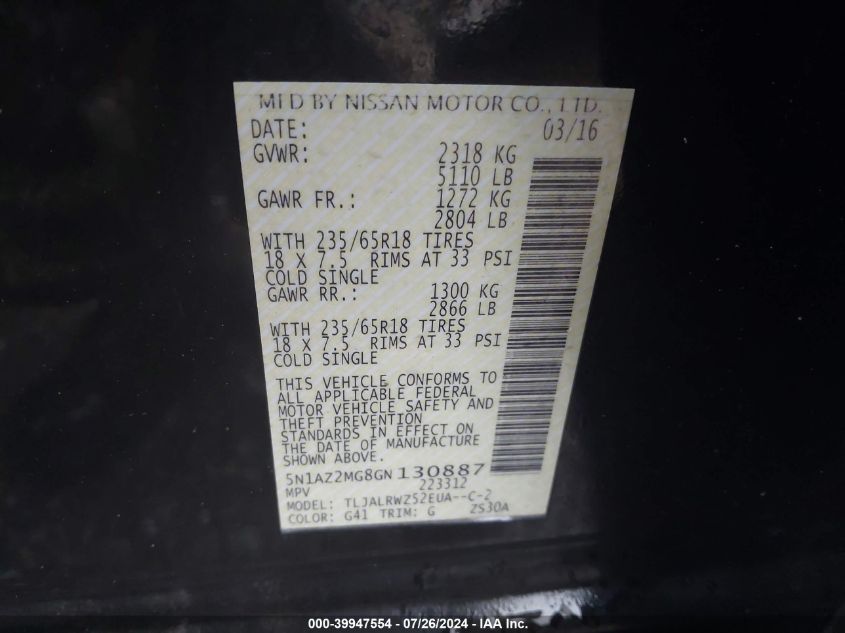 MFD BY NISSAN MOTOR CO., LTD.
DATE: 03/16
GVWR: 2318 KG
5110 LB
GAWR FR.: 1272 KG
2804 LB
WITH 235/65R18 TIRES
18 X 7.5 RIMS AT 33 PSI
COLD SINGLE
GAWR RR.: 1300 KG
2866 LB
WITH 235/65R18 TIRES
18 X 7.5 RIMS AT 33 PSI
COLD SINGLE
THIS VEHICLE CONFORMS TO
ALL APPLICABLE FEDERAL
MOTOR VEHICLE SAFETY AND
THEFT PREVENTION
STANDARDS IN EFFECT ON
THE DATE OF MANUFACTURE
SHOWN ABOVE.
5N1AZ2MG8GN130887
MPV 223312
MODEL: TLJALRWZ52EUA--C-2
COLOR: G41 TRIM: G ZS30A
000-39947554 - 07/26/2024 - IAA Inc.